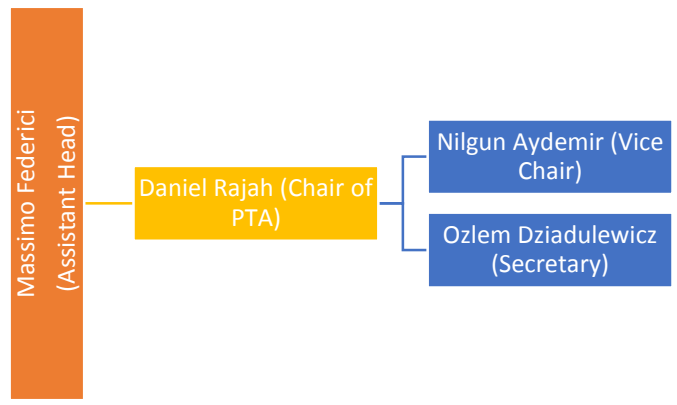 Massimo Federici
(Assistant Head)
Daniel Rajah (Chair of
PTA)
Nilgun Aydemir (Vice
Chair)
Ozlem Dziadulewicz
(Secretary)